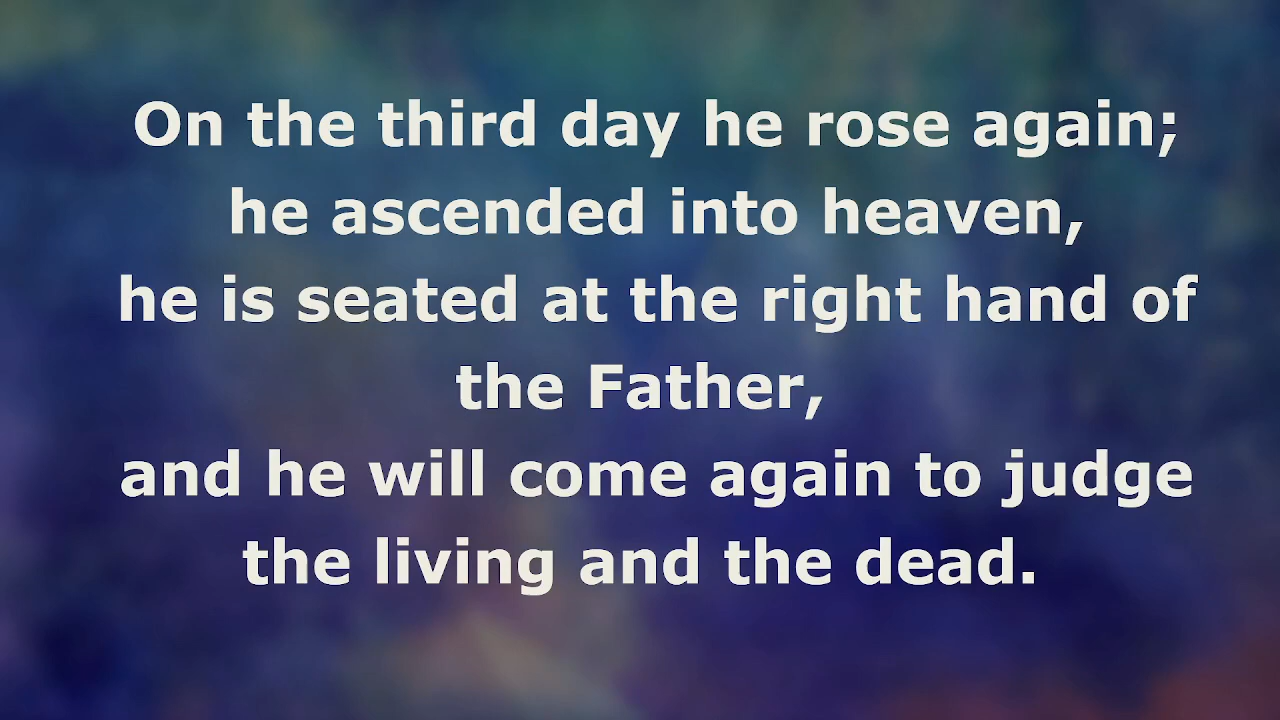 On the third day he rose again;
he ascended into heaven,
he is seated at the right hand of
the Father,
and he will come again to judge
the living and the dead.